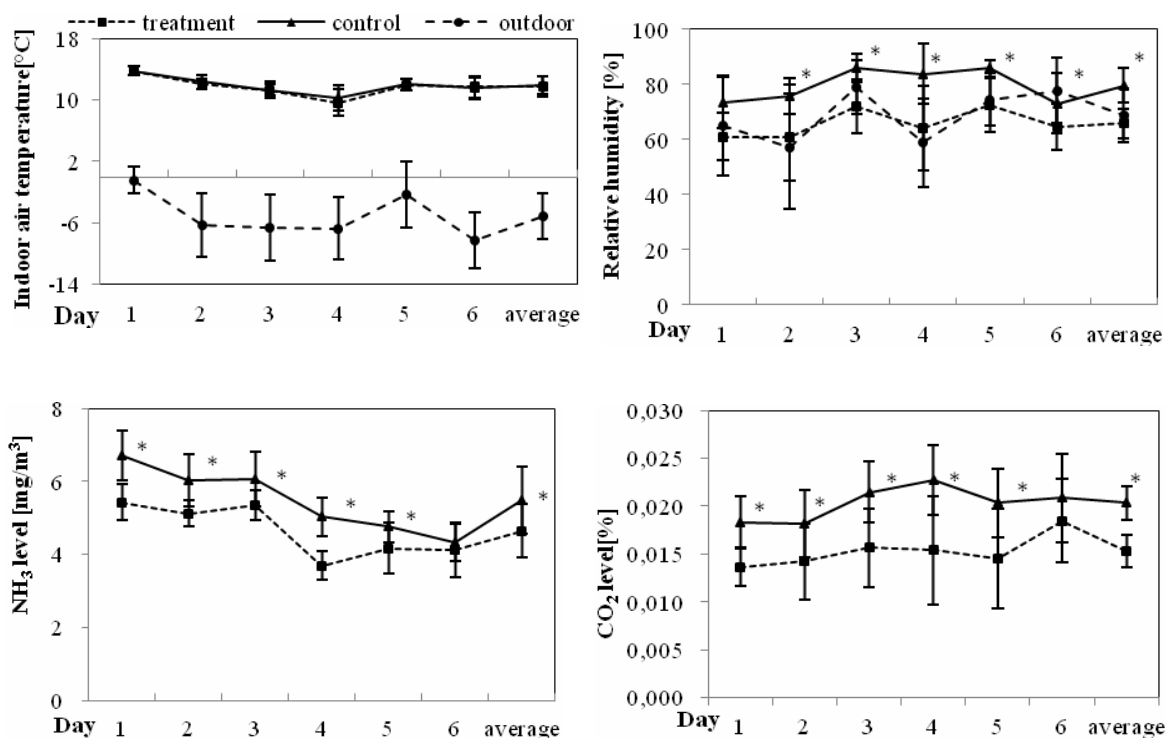 treatment control outdoor
Indoor air temperature[°C]
18
10
2
-6
-14
Day 1 2 3 4 5 6 average
Relative humidity [%]
100
80
60
40
20
0
* * * * * *
Day 1 2 3 4 5 6 average
NH₃ level [mg/m³]
8
6
4
2
0
* * * * * *
Day 1 2 3 4 5 6 average
CO₂ level[%]
0,030
0,025
0,020
0,015
0,010
0,005
0,000
* * * * * *
Day 1 2 3 4 5 6 average